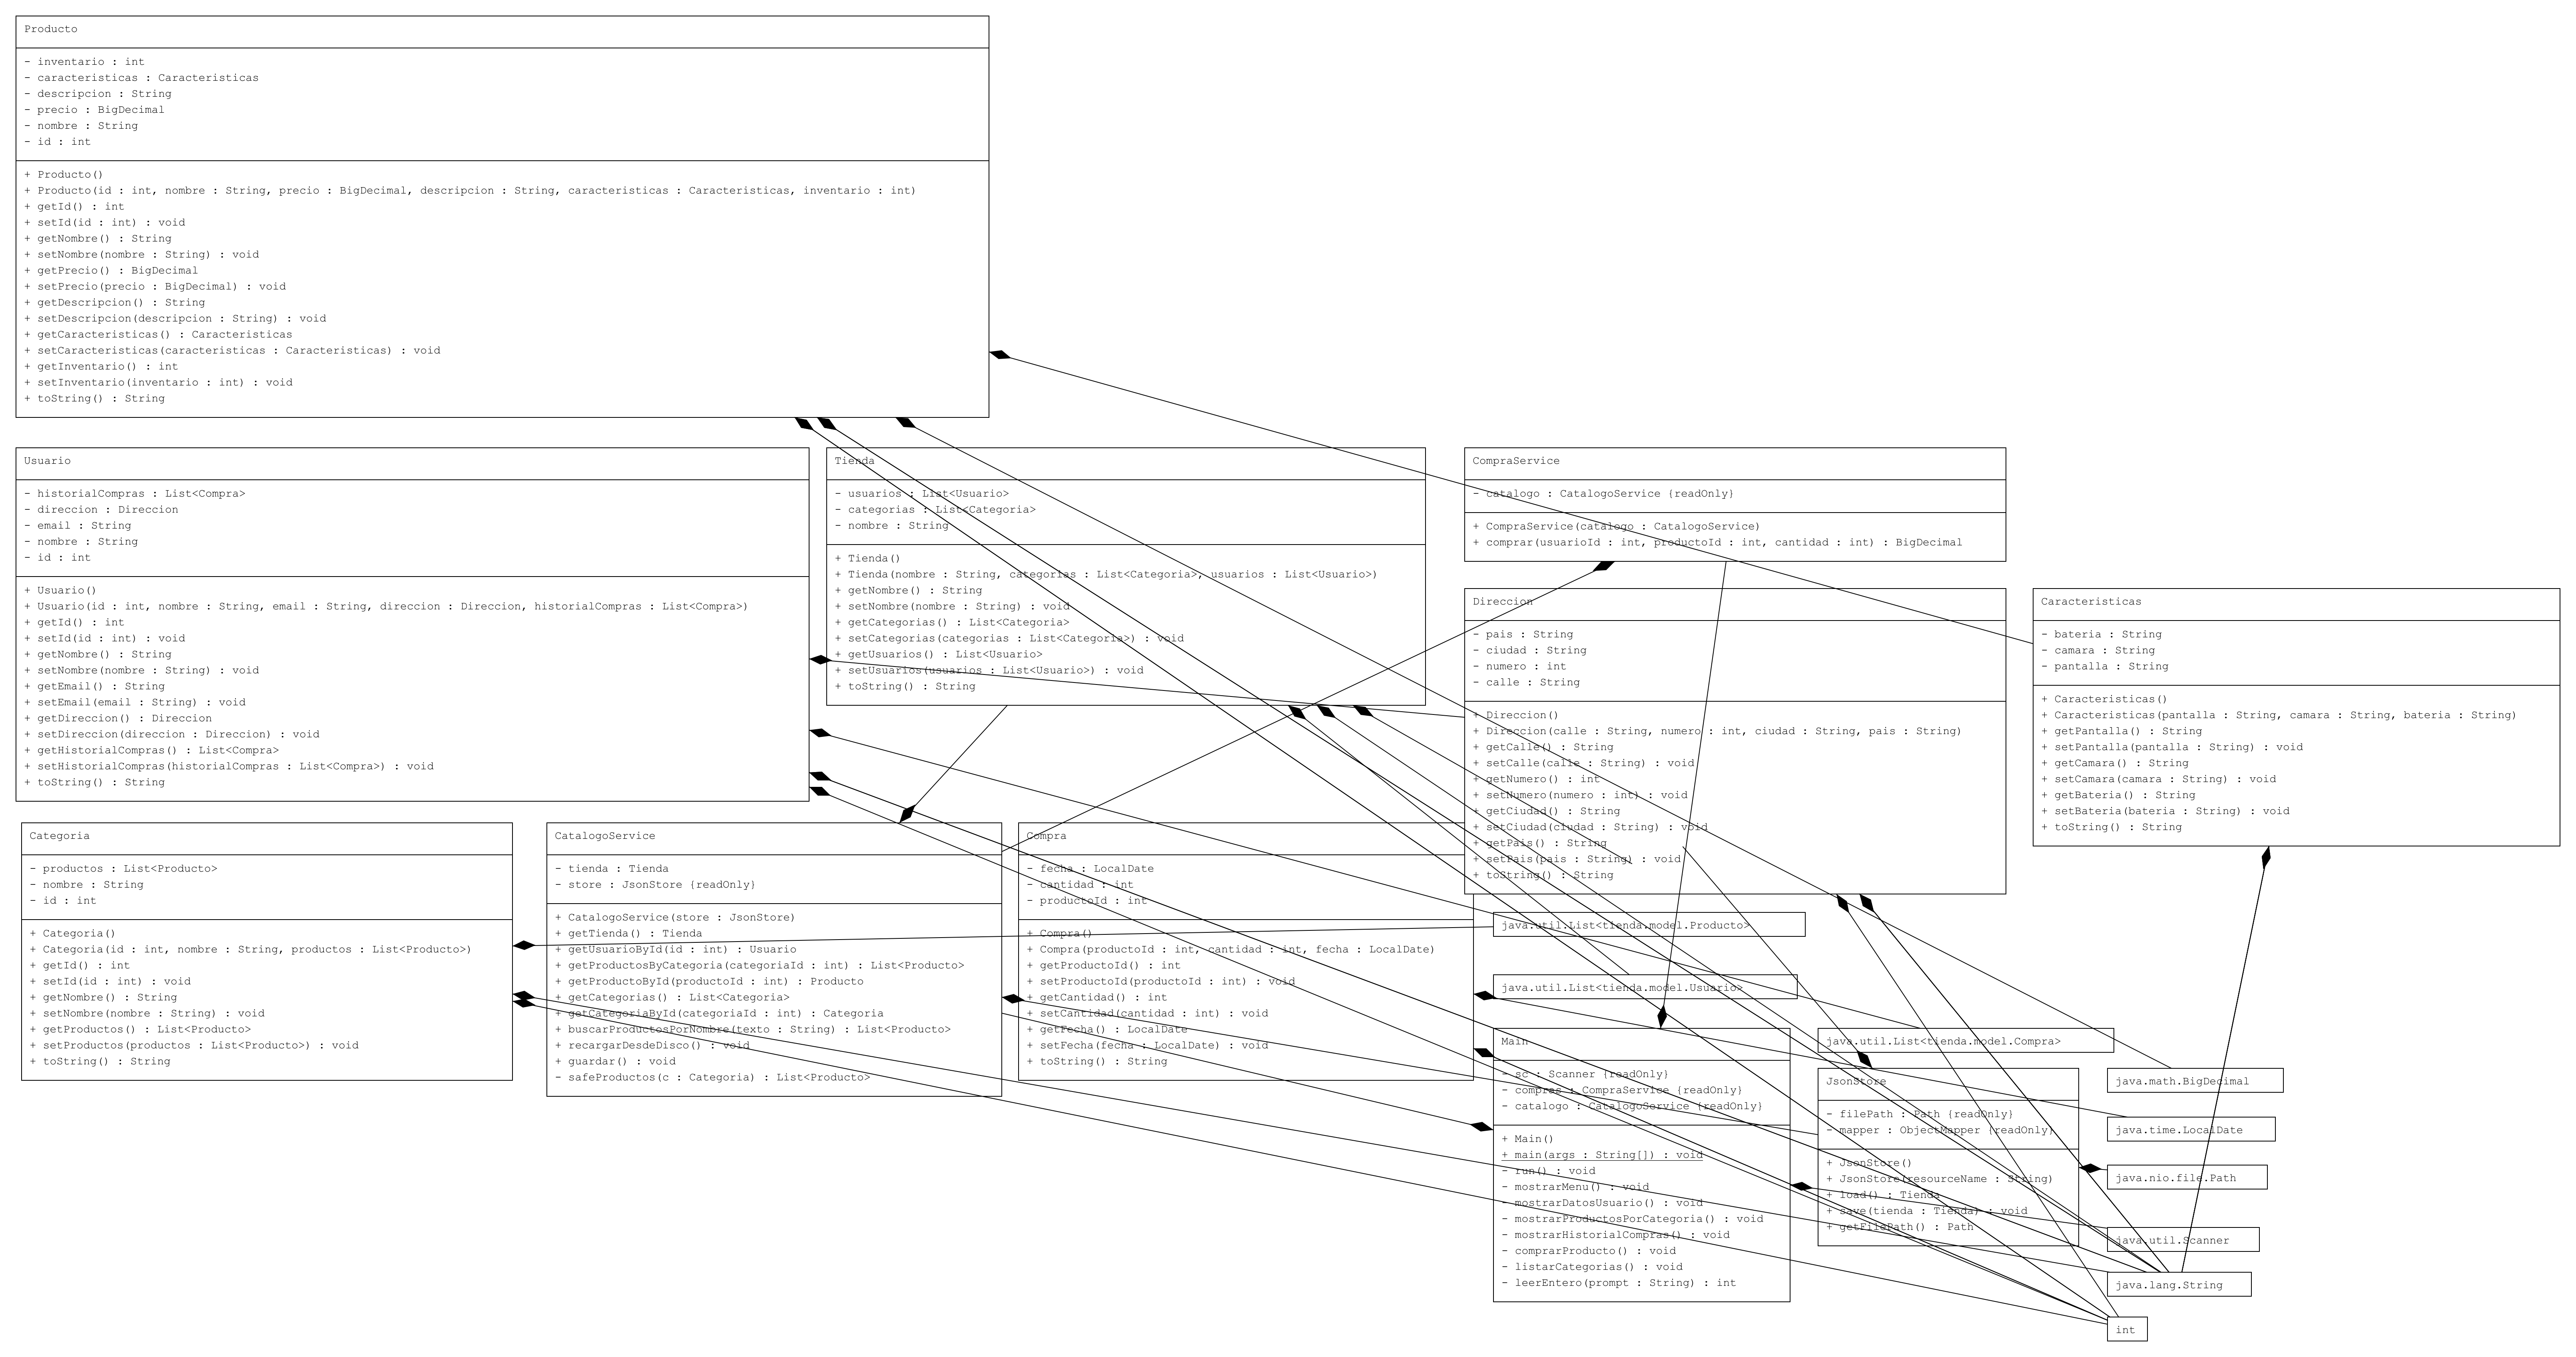 Producto
- inventario : int
- caracteristicas : Caracteristicas
- descripcion : String
- precio : BigDecimal
- nombre : String
- id : int
+ Producto()
+ Producto(id : int, nombre : String, precio : BigDecimal, descripcion : String, caracteristicas : Caracteristicas, inventario : int)
+ getId() : int
+ setId(id : int) : void
+ getNombre() : String
+ setNombre(nombre : String) : void
+ getPrecio() : BigDecimal
+ setPrecio(precio : BigDecimal) : void
+ getDescripcion() : String
+ setDescripcion(descripcion : String) : void
+ getCaracteristicas() : Caracteristicas
+ setCaracteristicas(caracteristicas : Caracteristicas) : void
+ getInventario() : int
+ setInventario(inventario : int) : void
+ toString() : String
Usuario
- historialCompras : List<Compra>
- direccion : Direccion
- email : String
- nombre : String
- id : int
+ Usuario()
+ Usuario(id : int, nombre : String, email : String, direccion : Direccion, historialCompras : List<Compra>)
+ getId() : int
+ setId(id : int) : void
+ getNombre() : String
+ setNombre(nombre : String) : void
+ getEmail() : String
+ setEmail(email : String) : void
+ getDireccion() : Direccion
+ setDireccion(direccion : Direccion) : void
+ getHistorialCompras() : List<Compra>
+ setHistorialCompras(historialCompras : List<Compra>) : void
+ toString() : String
Tienda
- usuarios : List<Usuario>
- categorias : List<Categoria>
- nombre : String
+ Tienda()
+ Tienda(nombre : String, categorias : List<Categoria>, usuarios : List<Usuario>)
+ getNombre() : String
+ setNombre(nombre : String) : void
+ getCategorias() : List<Categoria>
+ setCategorias(categorias : List<Categoria>) : void
+ getUsuarios() : List<Usuario>
+ setUsuarios(usuarios : List<Usuario>) : void
+ toString() : String
CompraService
- catalogo : CatalogoService {readOnly}
+ CompraService(catalogo : CatalogoService)
+ comprar(usuarioId : int, productoId : int, cantidad : int) : BigDecimal
Direccion
- pais : String
- ciudad : String
- numero : int
- calle : String
+ Direccion()
+ Direccion(calle : String, numero : int, ciudad : String, pais : String)
+ getCalle() : String
+ setCalle(calle : String) : void
+ getNumero() : int
+ setNumero(numero : int) : void
+ getCiudad() : String
+ setCiudad(ciudad : String) : void
+ getPais() : String
+ setPais(pais : String) : void
+ toString() : String
Caracteristicas
- bateria : String
- camara : String
- pantalla : String
+ Caracteristicas()
+ Caracteristicas(pantalla : String, camara : String, bateria : String)
+ getPantalla() : String
+ setPantalla(pantalla : String) : void
+ getCamara() : String
+ setCamara(camara : String) : void
+ getBateria() : String
+ setBateria(bateria : String) : void
+ toString() : String
Categoria
- productos : List<Producto>
- nombre : String
- id : int
+ Categoria()
+ Categoria(id : int, nombre : String, productos : List<Producto>)
+ getId() : int
+ setId(id : int) : void
+ getNombre() : String
+ setNombre(nombre : String) : void
+ getProductos() : List<Producto>
+ setProductos(productos : List<Producto>) : void
+ toString() : String
CatalogoService
- tienda : Tienda
- store : JsonStore {readOnly}
+ CatalogoService(store : JsonStore)
+ getTienda() : Tienda
+ getUsuarioById(id : int) : Usuario
+ getProductosByCategoria(categoriaId : int) : List<Producto>
+ getProductoById(productoId : int) : Producto
+ getCategorias() : List<Categoria>
+ getCategoriaById(categoriaId : int) : Categoria
+ buscarProductosPorNombre(texto : String) : List<Producto>
+ recargarDesdeDisco() : void
+ guardar() : void
- safeProductos(c : Categoria) : List<Producto>
Compra
- fecha : LocalDate
- cantidad : int
- productoId : int
+ Compra()
+ Compra(productoId : int, cantidad : int, fecha : LocalDate)
+ getProductoId() : int
+ setProductoId(productoId : int) : void
+ getCantidad() : int
+ setCantidad(cantidad : int) : void
+ getFecha() : LocalDate
+ setFecha(fecha : LocalDate) : void
+ toString() : String
java.util.List<tienda.model.Producto>
java.util.List<tienda.model.Usuario>
Main
- sc : Scanner {readOnly}
- compres : CompraService {readOnly}
- catalogo : CatalogoService {readOnly}
+ Main()
+ main(args : String[]) : void
- run() : void
- mostrarMenu() : void
- mostrarDatosUsuario() : void
- mostrarProductosPorCategoria() : void
- mostrarHistorialCompras() : void
- comprarProducto() : void
- listarCategorias() : void
- leerEntero(prompt : String) : int
java.util.List<tienda.model.Compra>
JsonStore
- filePath : Path {readOnly}
- mapper : ObjectMapper {readOnly}
+ JsonStore()
+ JsonStore(resourceName : String)
+ load() : Tienda
+ save(tienda : Tienda) : void
+ getFilePath() : Path
java.math.BigDecimal
java.time.LocalDate
java.nio.file.Path
java.util.Scanner
java.lang.String
int